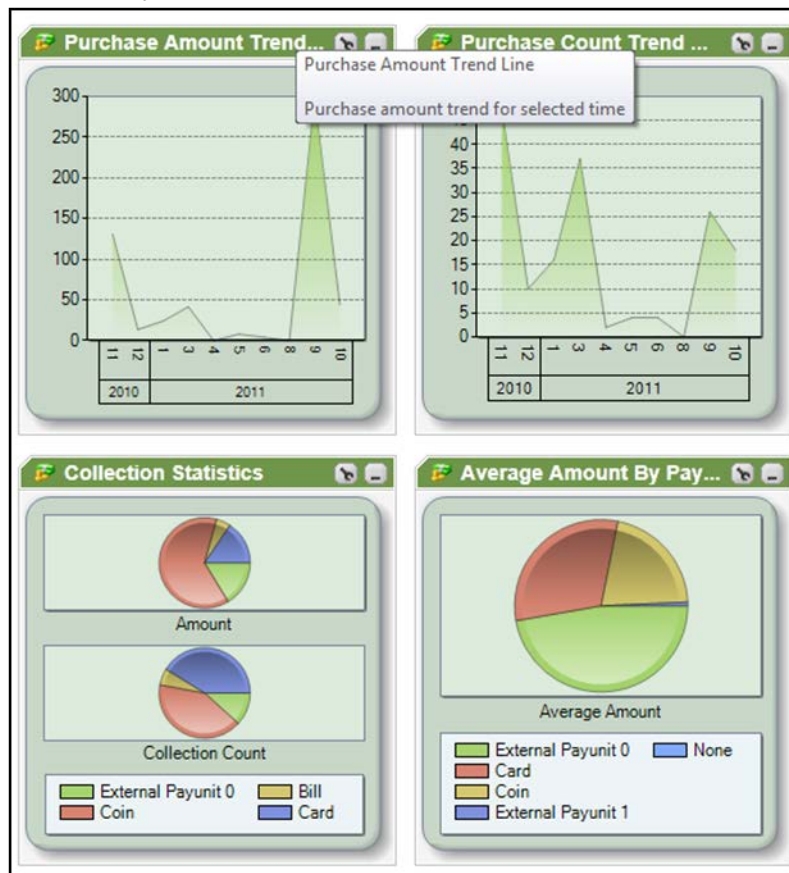 Purchase Amount Trend...
Purchase Count Trend ...
Purchase Amount Trend Line
Purchase amount trend for selected time
300
250
200
150
100
50
0
11 12 1 3 4 5 6 8 9 10
2010 2011
40
35
30
25
20
15
10
5
0
11 12 1 3 4 5 6 8 9 10
2010 2011
Collection Statistics
Amount
Collection Count
External Payunit 0 Bill
Coin Card
Average Amount By Pay...
Average Amount
External Payunit 0 None
Card
Coin
External Payunit 1